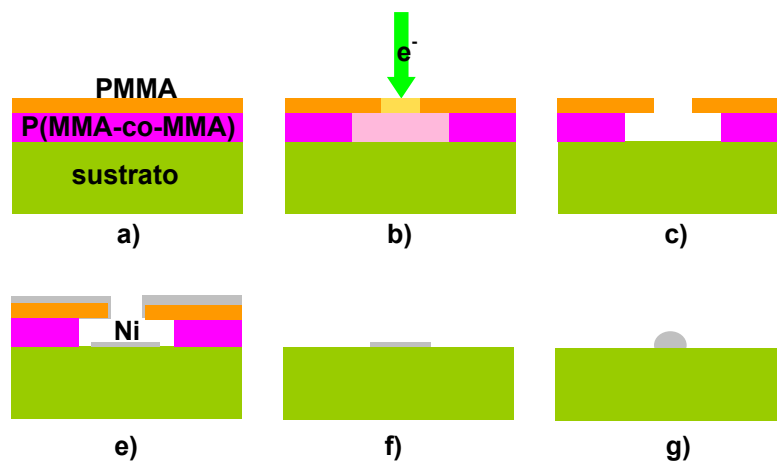 PMMA
P(MMA-co-MMA)
sustrato
a)
e-
b)
c)
Ni
e)
f)
g)